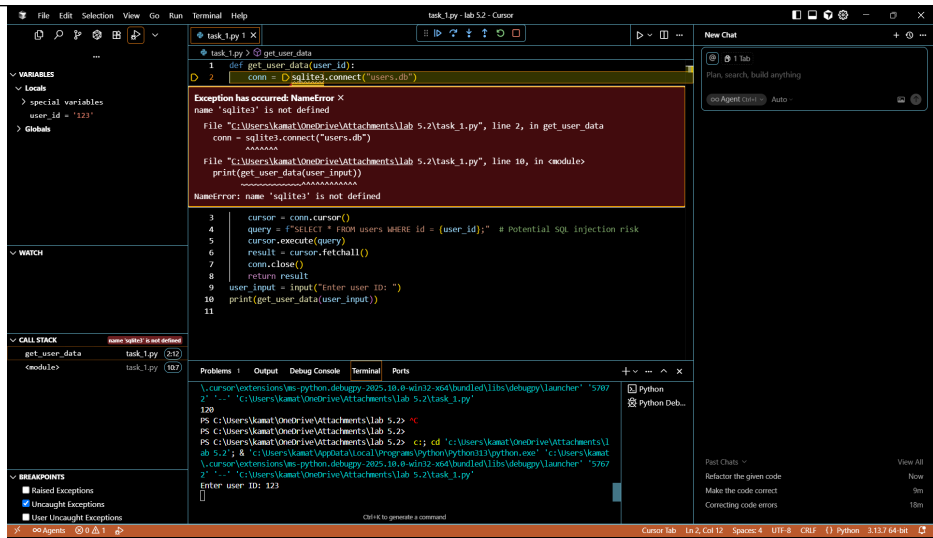 File Edit Selection View Go Run Terminal Help
task_1.py - lab 5.2 - Cursor
task_1.py 1
New Chat
task_1.py > get_user_data
1 Tab
Plan, search, build anything
Agent Ctrl+I
Auto
VARIABLES
Locals
> special variables
user_id = '123'
> Globals
WATCH
CALL STACK
name 'sqlite3' is not defined
get_user_data task_1.py 2:12
<module> task_1.py 10:7
BREAKPOINTS
Raised Exceptions
Uncaught Exceptions
User Uncaught Exceptions
1 def get_user_data(user_id):
2 conn = sqlite3.connect("users.db")
Exception has occurred: NameError ×
name 'sqlite3' is not defined
File "C:\Users\kamat\OneDrive\Attachments\lab 5.2\task_1.py", line 2, in get_user_data
conn = sqlite3.connect("users.db")
^^^^^^^
File "C:\Users\kamat\OneDrive\Attachments\lab 5.2\task_1.py", line 10, in <module>
print(get_user_data(user_input))
~~~~~~~~~~~~~^^^^^^^^^^^^
NameError: name 'sqlite3' is not defined
3 cursor = conn.cursor()
4 query = f"SELECT * FROM users WHERE id = {user_id};" # Potential SQL injection risk
5 cursor.execute(query)
6 result = cursor.fetchall()
7 conn.close()
8 return result
9 user_input = input("Enter user ID: ")
10 print(get_user_data(user_input))
11
Problems 1 Output Debug Console Terminal Ports
\.cursor\extensions\ms-python.debugpy-2025.10.0-win32-x64\bundled\libs\debugpy\launcher' '5707
2' '--' 'C:\Users\kamat\OneDrive\Attachments\lab 5.2\task_1.py'
120
PS C:\Users\kamat\OneDrive\Attachments\lab 5.2> ^C
PS C:\Users\kamat\OneDrive\Attachments\lab 5.2>
PS C:\Users\kamat\OneDrive\Attachments\lab 5.2> c:; cd 'c:\Users\kamat\OneDrive\Attachments\l
ab 5.2'; & 'c:\Users\kamat\AppData\Local\Programs\Python\Python313\python.exe' 'c:\Users\kamat
\.cursor\extensions\ms-python.debugpy-2025.10.0-win32-x64\bundled\libs\debugpy\launcher' '5767
2' '--' 'C:\Users\kamat\OneDrive\Attachments\lab 5.2\task_1.py'
Enter user ID: 123
Ctrl+K to generate a command
Python
Python Deb...
Past Chats View All
Refactor the given code Now
Make the code correct 9m
Correcting code errors 18m
Agents 0 1
Cursor Tab Ln 2, Col 12 Spaces: 4 UTF-8 CRLF {} Python 3.13.7 64-bit